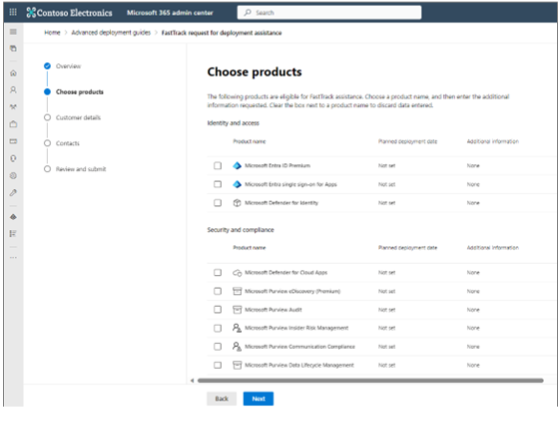 Contoso Electronics Microsoft 365 admin center Search
Home > Advanced deployment guides > FastTrack request for deployment assistance
Overview
Choose products
Customer details
Contacts
Review and submit
Choose products
The following products are eligible for FastTrack assistance. Choose a product name, and then enter the additional
information requested. Clear the box next to a product name to discard data entered.
Identity and access
Product name Planned deployment date Additional information
Microsoft Entra ID Premium Not set None
Microsoft Entra single sign-on for Apps Not set None
Microsoft Defender for Identity Not set None
Security and compliance
Product name Planned deployment date Additional information
Microsoft Defender for Cloud Apps Not set None
Microsoft Purview eDiscovery (Premium) Not set None
Microsoft Purview Audit Not set None
Microsoft Purview Insider Risk Management Not set None
Microsoft Purview Communication Compliance Not set None
Microsoft Purview Data Lifecycle Management Not set None
Back Next